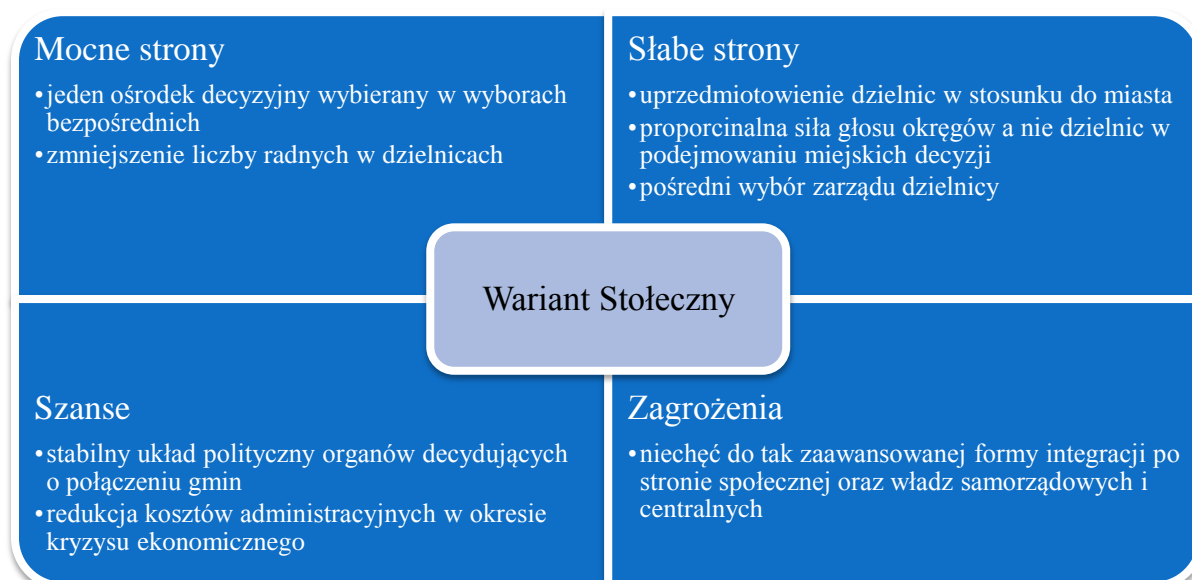 Mocne strony
•jeden ośrodek decyzyjny wybierany w wyborach
bezpośrednich
•zmniejszenie liczby radnych w dzielnicach
Słabe strony
•uprzedmiotowienie dzielnic w stosunku do miasta
•proporcinalna siła głosu okręgów a nie dzielnic w
podejmowaniu miejskich decyzji
•pośredni wybór zarządu dzielnicy
Wariant Stołeczny
Szanse
•stabilny układ polityczny organów decydujących
o połączeniu gmin
•redukcja kosztów administracyjnych w okresie
kryzysu ekonomicznego
Zagrożenia
•niechęć do tak zaawansowanej formy integracji po
stronie społecznej oraz władz samorządowych i
centralnych